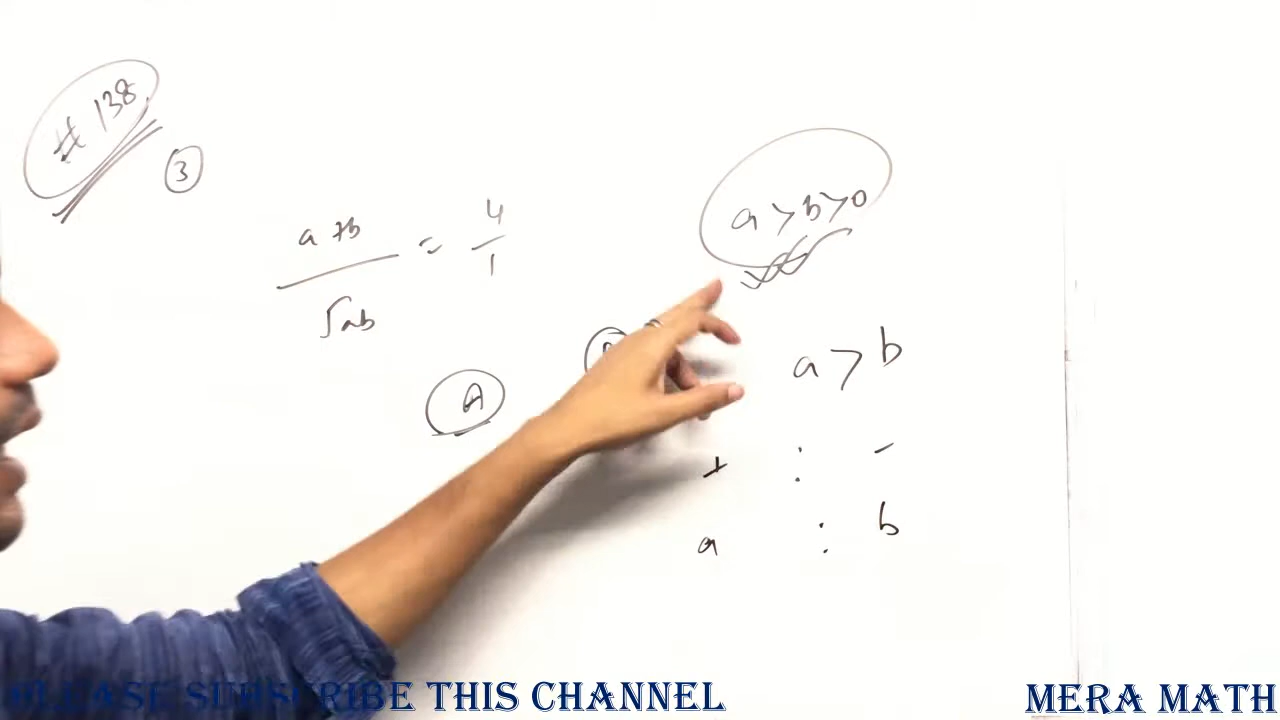 # 138
3
a+b / √ab = 4/1
a > b > 0
a > b
A
+ : -
a : b
PLEASE SUBSCRIBE THIS CHANNEL
MERA MATH